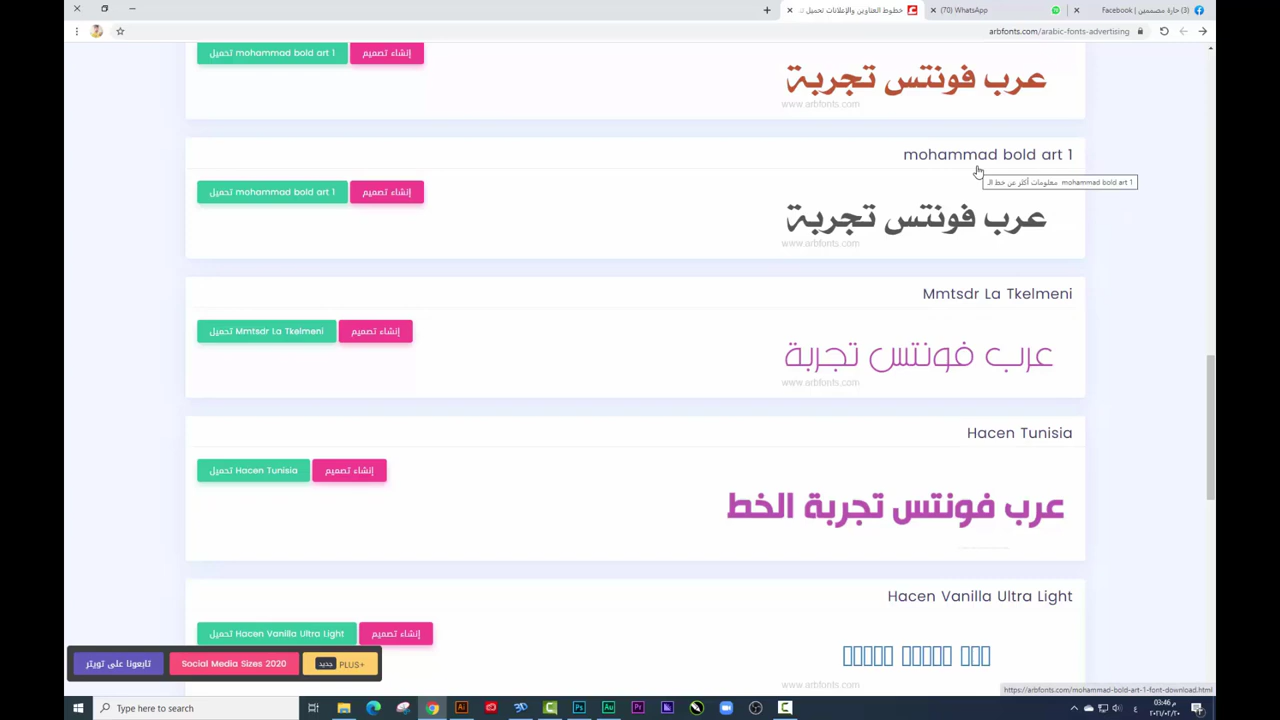 خطوط العناوين والإعلانات تحميل
(70) WhatsApp
(3) حارة مصممين | Facebook
arbfonts.com/arabic-fonts-advertising
تحميل mohammad bold art 1
إنشاء تصميم
عرب فونتس تجربة
www.arbfonts.com
mohammad bold art 1
معلومات أكثر عن خط الـ mohammad bold art 1
تحميل mohammad bold art 1
إنشاء تصميم
عرب فونتس تجربة
www.arbfonts.com
Mmtsdr La Tkelmeni
تحميل Mmtsdr La Tkelmeni
إنشاء تصميم
عرب فونتس تجربة
www.arbfonts.com
Hacen Tunisia
تحميل Hacen Tunisia
إنشاء تصميم
عرب فونتس تجربة الخط
Hacen Vanilla Ultra Light
تحميل Hacen Vanilla Ultra Light
إنشاء تصميم
تابعونا على تويتر
Social Media Sizes 2020
جديد PLUS+
www.arbfonts.com
https://arbfonts.com/mohammad-bold-art-1-font-download.html
Type here to search
ع
03:46 م
٢٠٢١/٠٢/٢٠